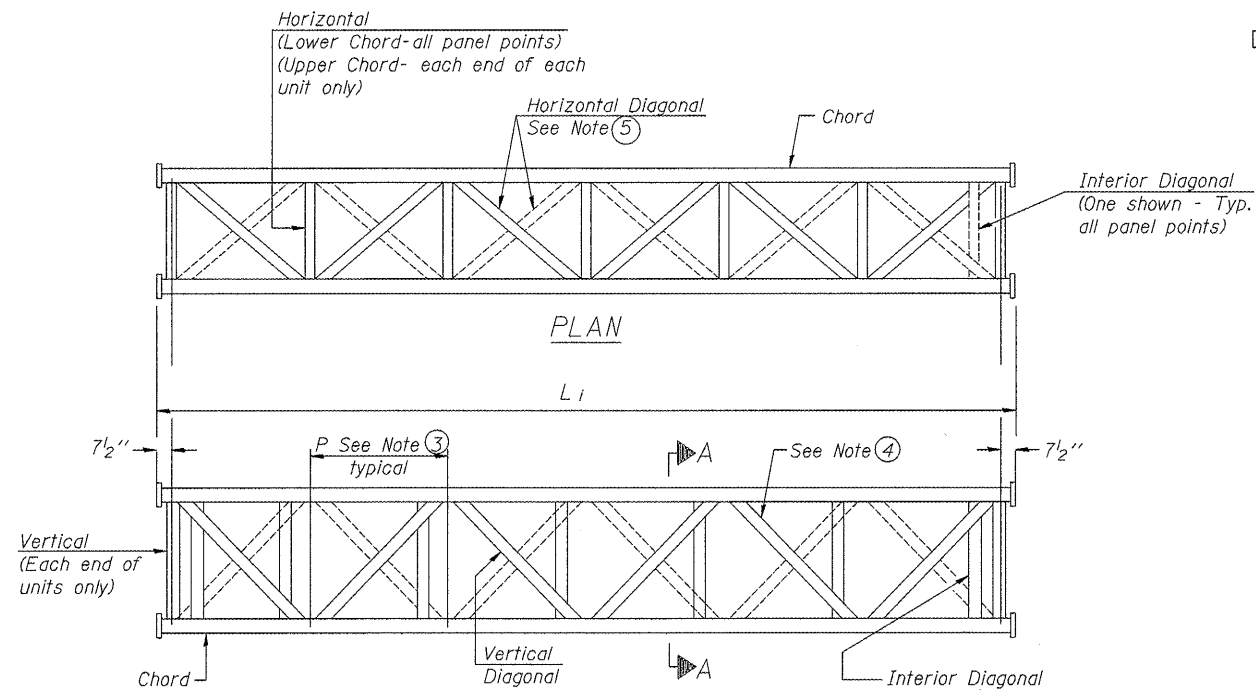 Horizontal
(Lower Chord-all panel points)
(Upper Chord- each end of each
unit only)
Horizontal Diagonal
See Note 5
Chord
Interior Diagonal
(One shown - Typ.
all panel points)
PLAN
L i
7½"
P See Note 3
typical
A
See Note 4
7½"
Vertical
(Each end of
units only)
Chord
Vertical
Diagonal
A
Interior Diagonal